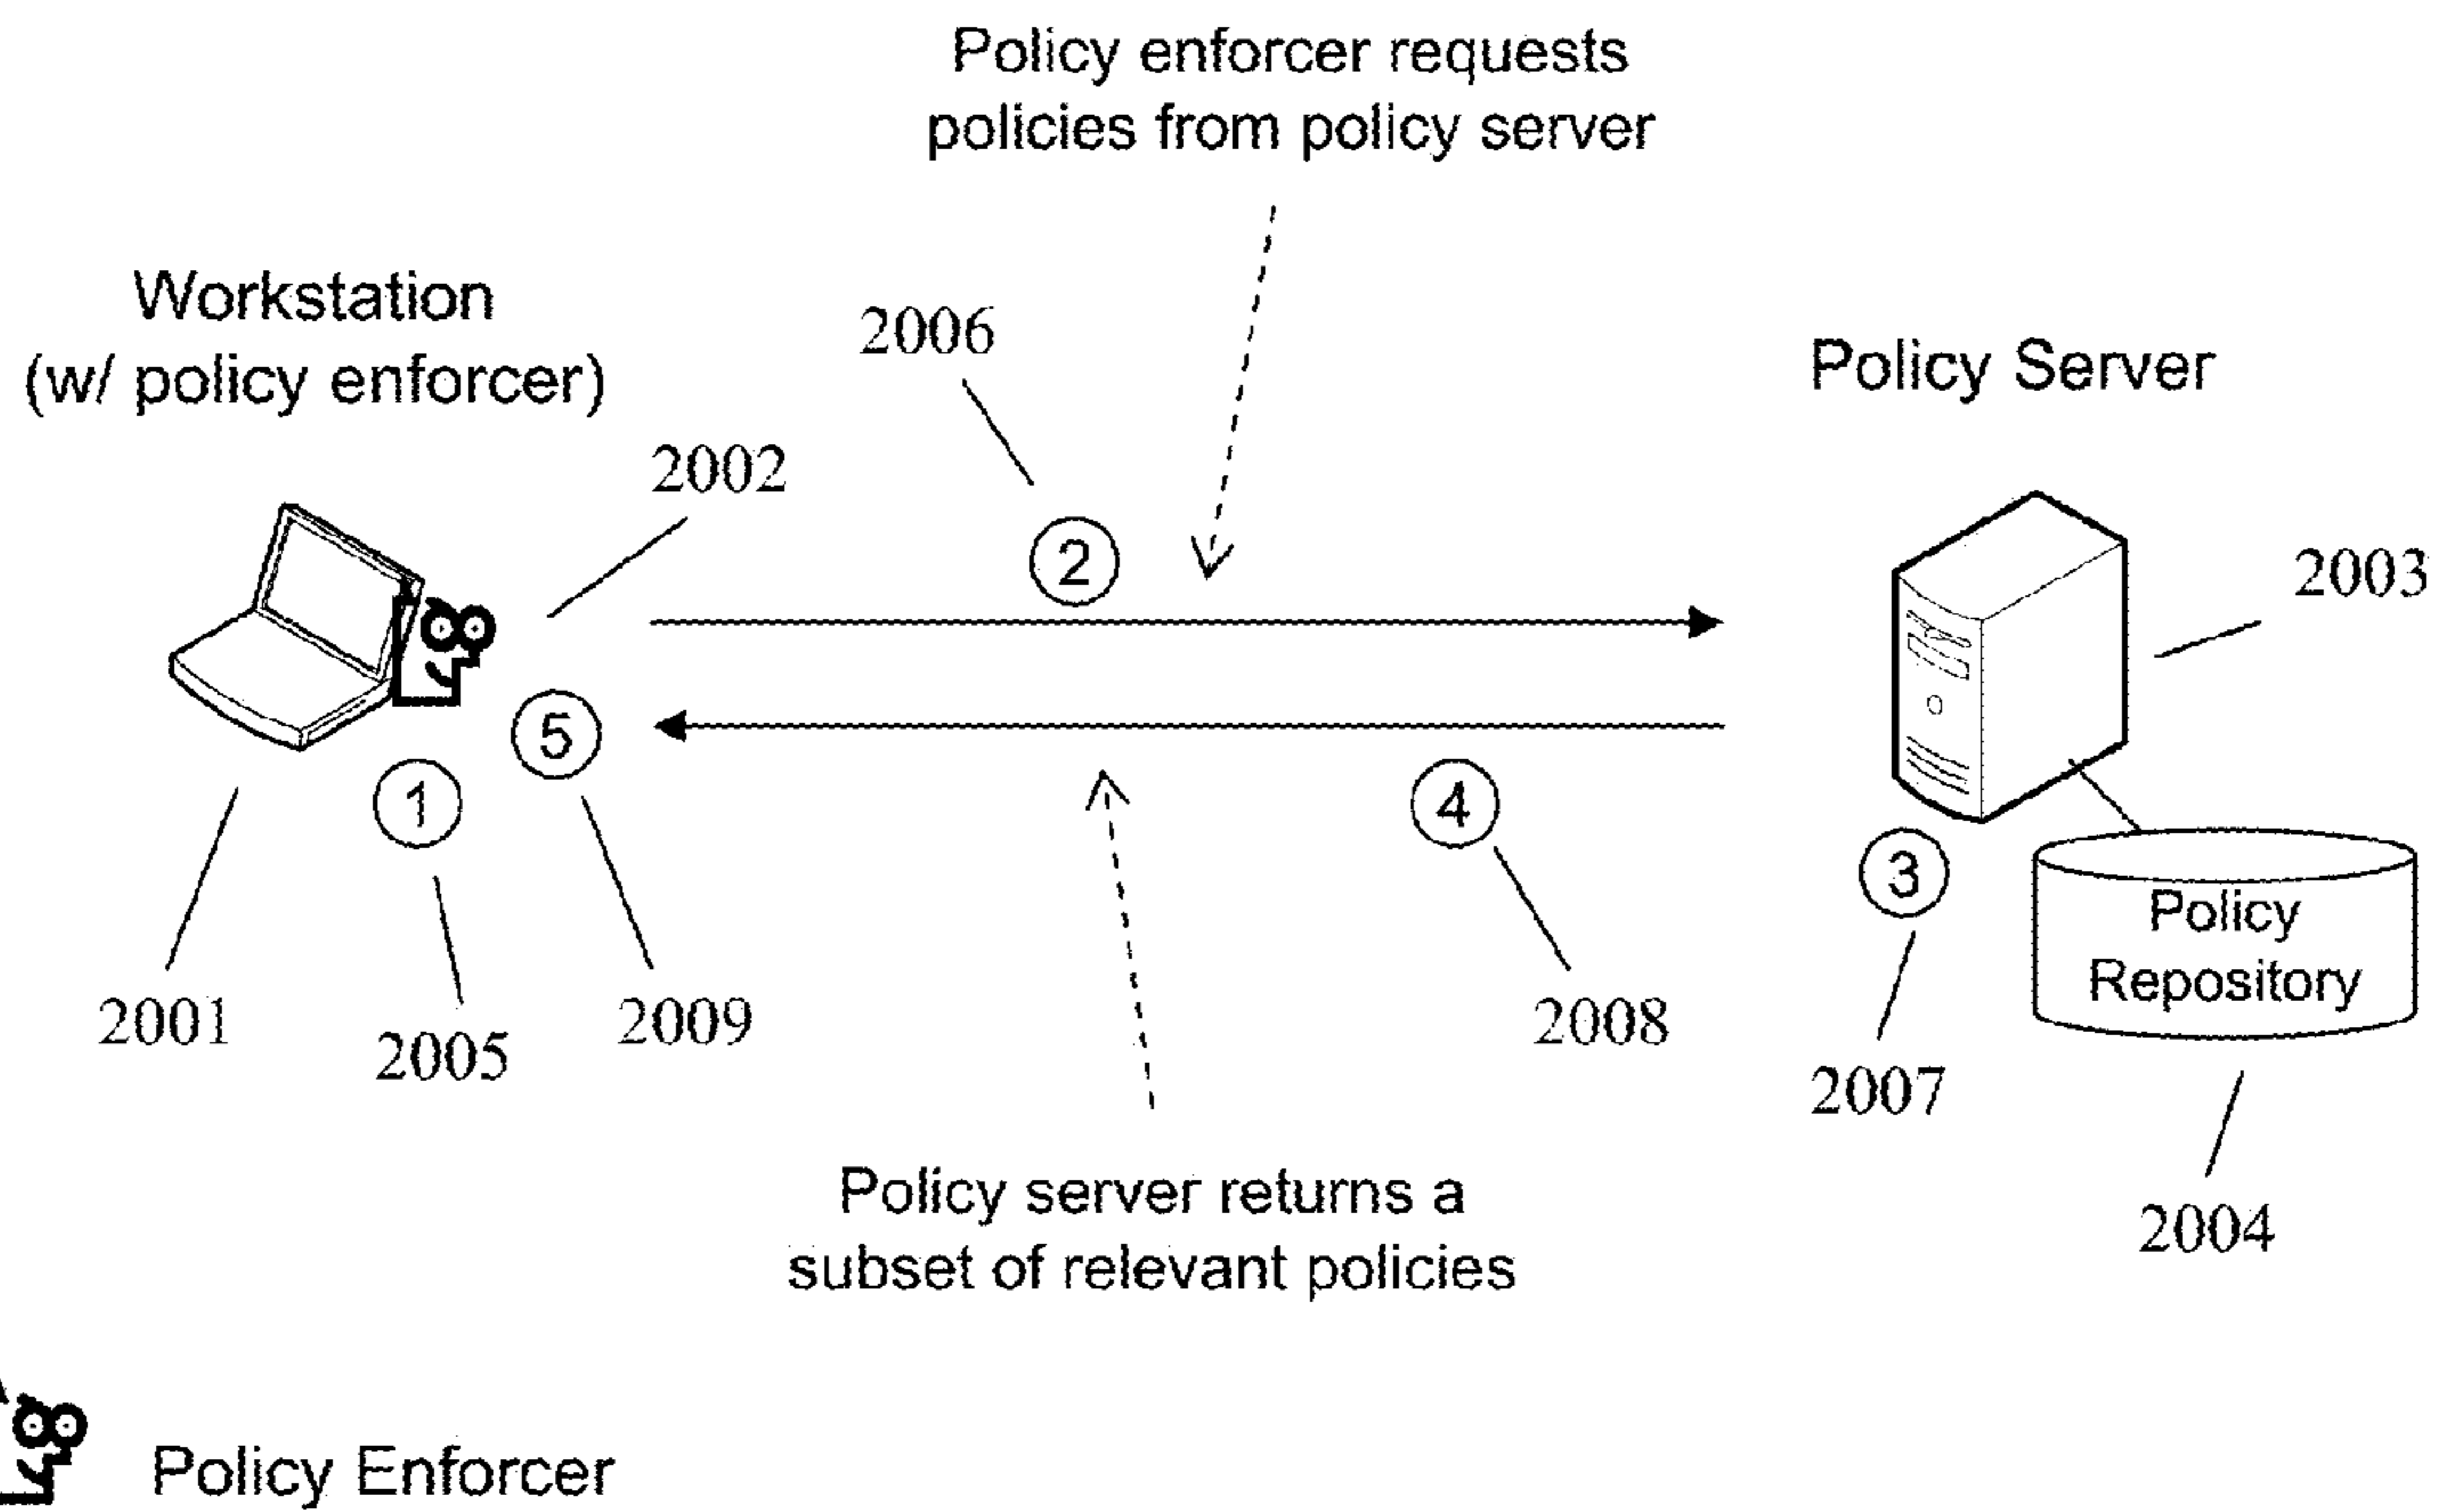 Policy enforcer requests
policies from policy server
Workstation
(w/ policy enforcer)
2006
Policy Server
2002
2
2003
5
1
4
3
Policy
Repository
2001
2005
2009
2008
2007
2004
Policy server returns a
subset of relevant policies
Policy Enforcer